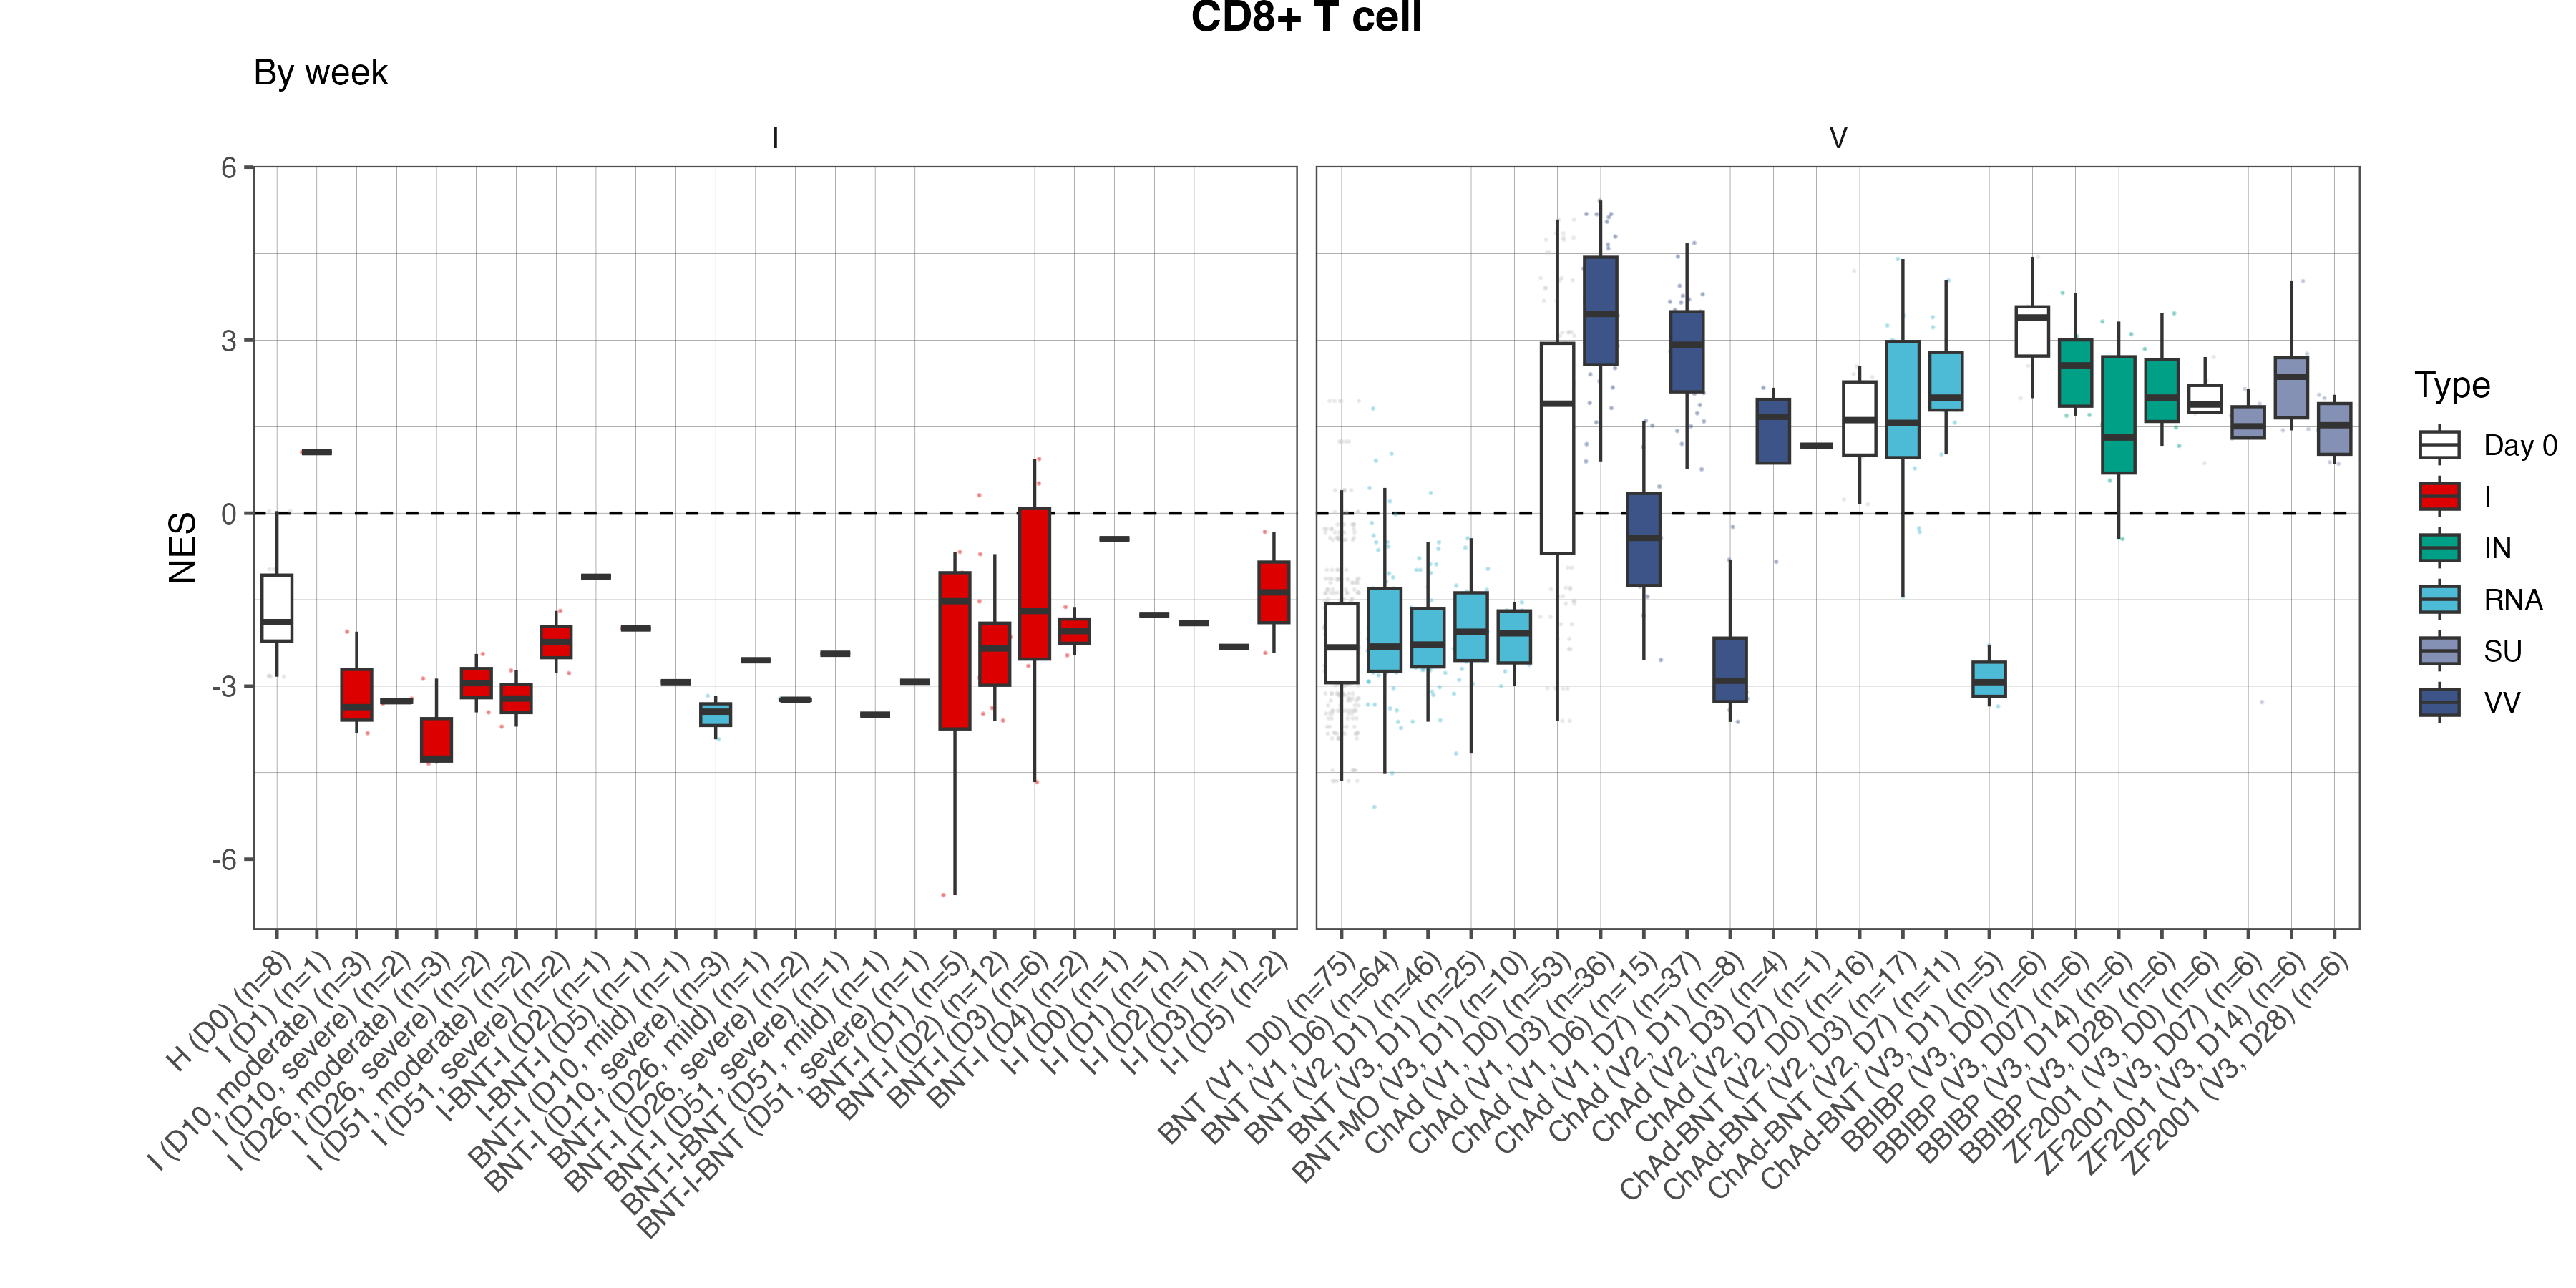 CD8+ T cell
By week
I
V
6
3
0
-3
-6
NES
H (D0) (n=8)
I (D1) (n=1)
I (D10, moderate) (n=3)
I (D10, severe) (n=2)
I (D26, moderate) (n=3)
I (D26, severe) (n=2)
I (D51, moderate) (n=2)
I (D51, severe) (n=2)
I-BNT-I (D2) (n=1)
I-BNT-I (D5) (n=1)
BNT-I (D10, mild) (n=1)
BNT-I (D10, severe) (n=3)
BNT-I (D26, mild) (n=1)
BNT-I (D26, severe) (n=2)
BNT-I (D51, severe) (n=1)
BNT-I-BNT (D51, mild) (n=1)
BNT-I-BNT (D51, severe) (n=1)
BNT-I (D1) (n=5)
BNT-I (D2) (n=12)
BNT-I (D3) (n=6)
BNT-I (D4) (n=2)
I-I (D0) (n=1)
I-I (D1) (n=1)
I-I (D2) (n=1)
I-I (D3) (n=1)
I-I (D5) (n=2)
BNT (V1, D0) (n=75)
BNT (V1, D6) (n=64)
BNT (V2, D1) (n=46)
BNT (V3, D1) (n=25)
BNT-MO (V3, D1) (n=10)
ChAd (V1, D0) (n=53)
ChAd (V1, D3) (n=36)
ChAd (V1, D6) (n=15)
ChAd (V1, D7) (n=37)
ChAd (V2, D1) (n=8)
ChAd (V2, D3) (n=4)
ChAd (V2, D7) (n=1)
ChAd-BNT (V2, D0) (n=16)
ChAd-BNT (V2, D3) (n=17)
ChAd-BNT (V2, D7) (n=11)
ChAd-BNT (V3, D1) (n=5)
BBIBP (V3, D0) (n=6)
BBIBP (V3, D07) (n=6)
BBIBP (V3, D14) (n=6)
BBIBP (V3, D28) (n=6)
ZF2001 (V3, D0) (n=6)
ZF2001 (V3, D07) (n=6)
ZF2001 (V3, D14) (n=6)
ZF2001 (V3, D28) (n=6)
Type
Day 0
I
IN
RNA
SU
VV